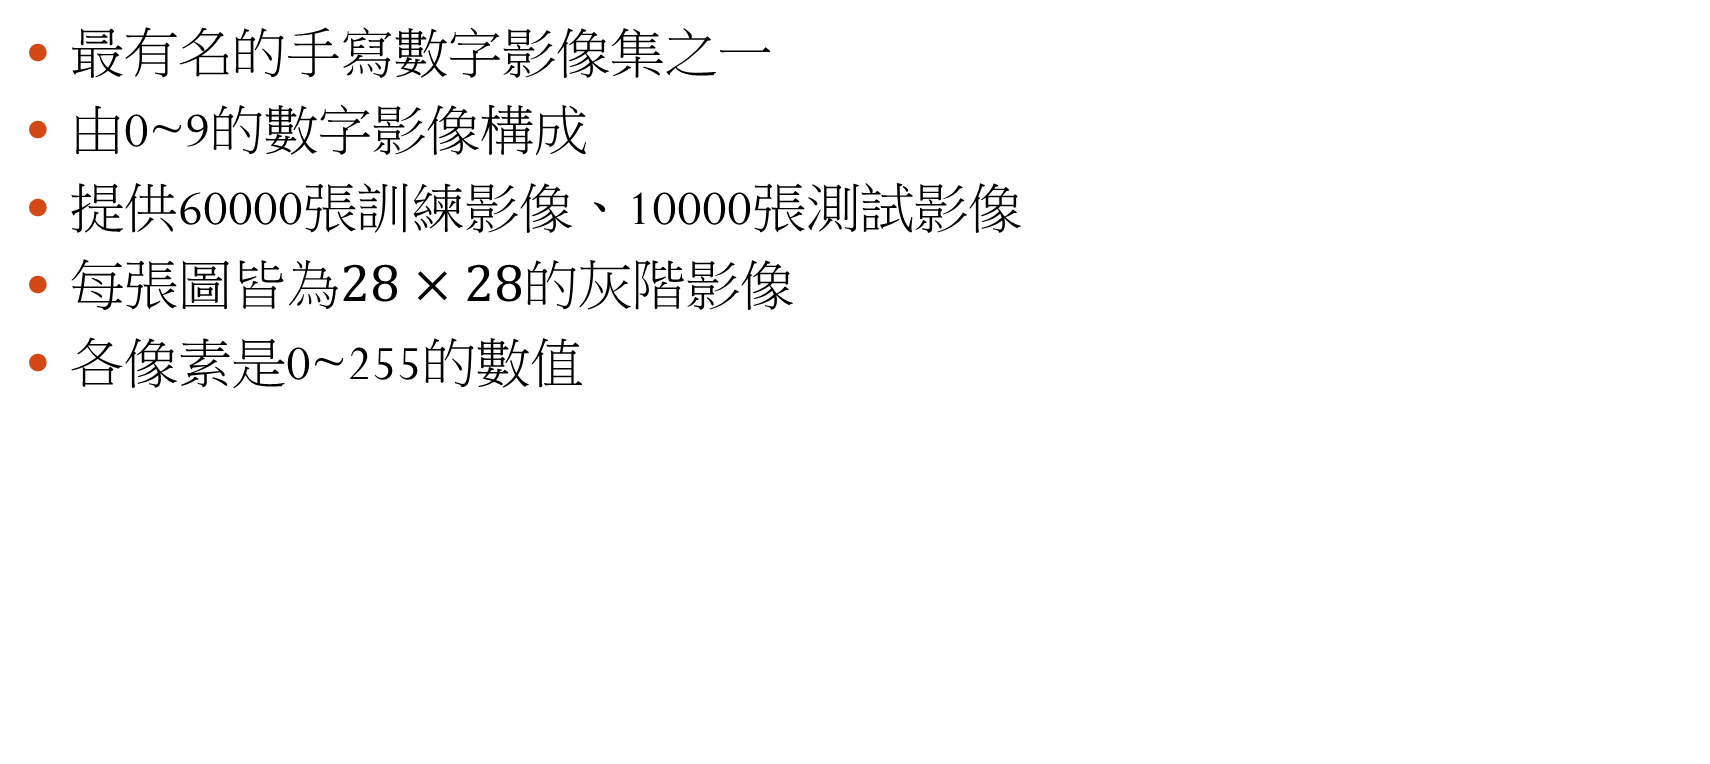 • 最有名的手寫數字影像集之一
• 由0~9的數字影像構成
• 提供60000張訓練影像、10000張測試影像
• 每張圖皆為28 × 28的灰階影像
• 各像素是0~255的數值